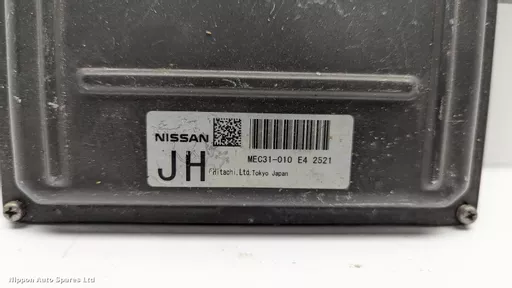 NISSAN
MEC31-010 E4 2521
JH
Hitachi,Ltd.Tokyo Japan
Nippon Auto Spares Ltd